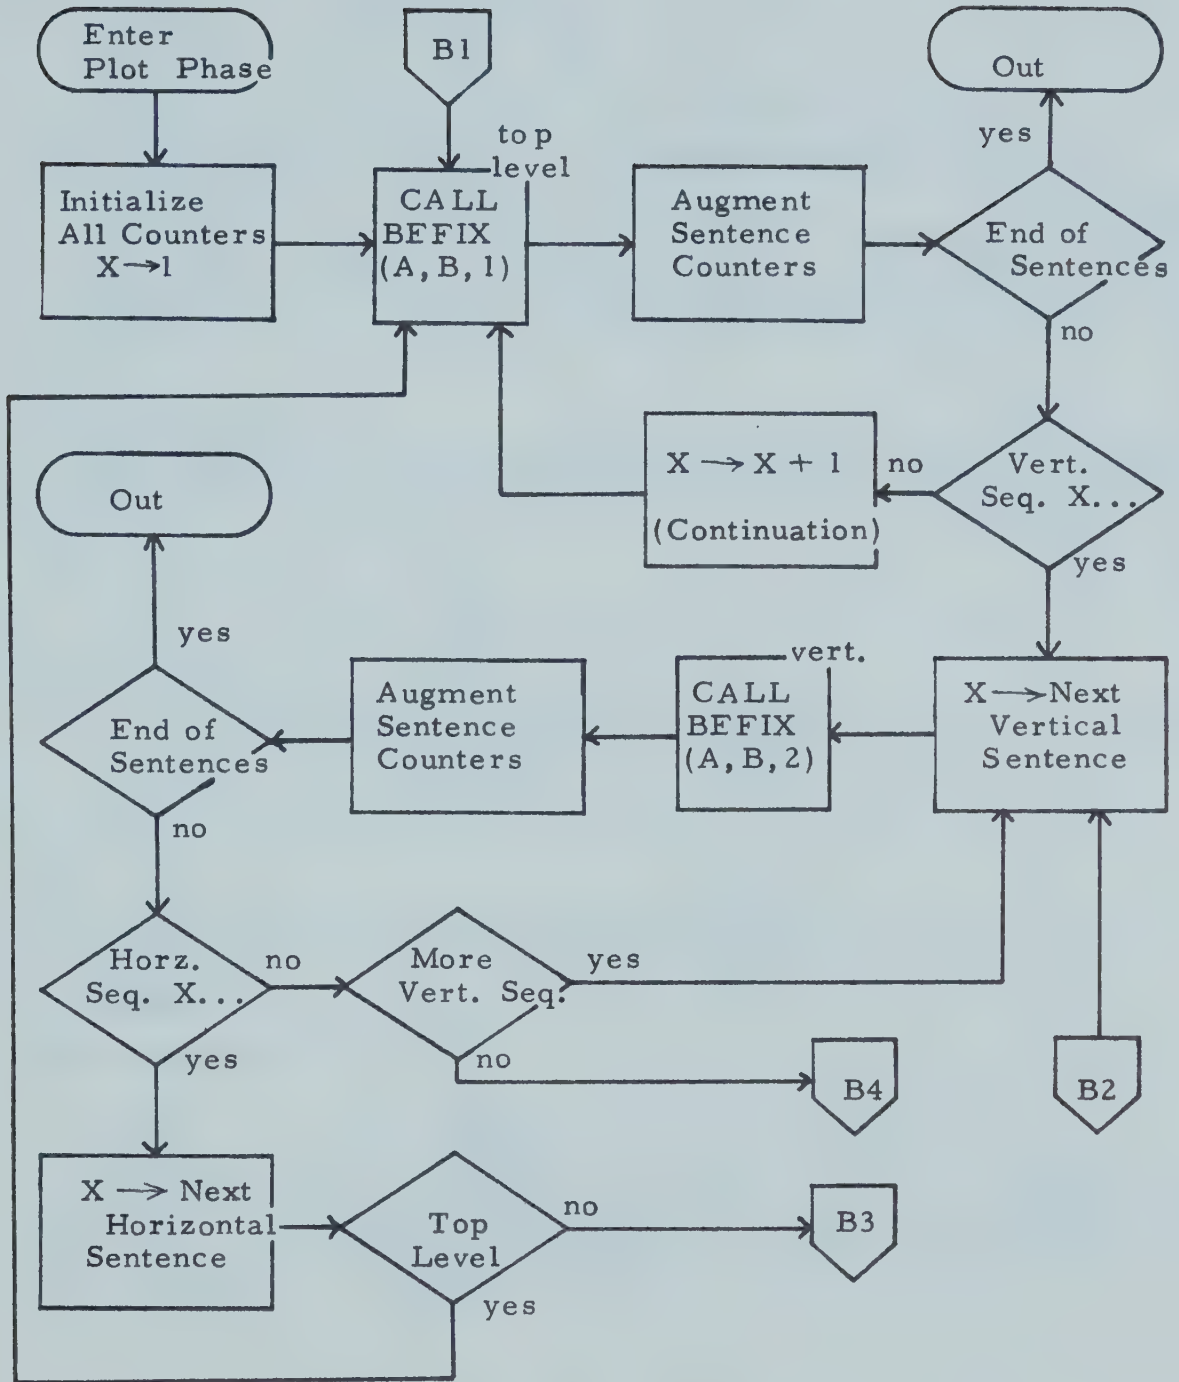 Enter
Plot Phase
B1
Out
yes
top
level
Initialize
All Counters
X→1
CALL
BEFIX
(A, B, 1)
Augment
Sentence
Counters
End of
Sentences
no
X → X + 1
(Continuation)
no
Vert.
Seq. X...
yes
Out
yes
vert.
End of
Sentences
Augment
Sentence
Counters
CALL
BEFIX
(A, B, 2)
X → Next
Vertical
Sentence
no
Horz.
Seq. X...
no
More
Vert. Seq.
yes
yes
no
B4
B2
X → Next
Horizontal
Sentence
Top
Level
no
B3
yes